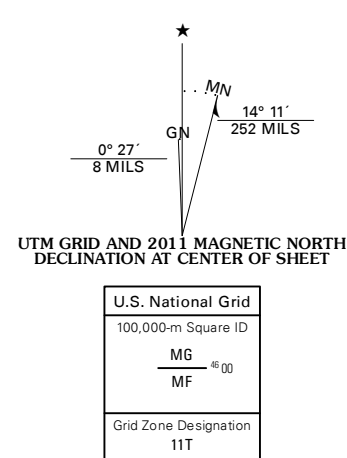 ★
MN
GN
14° 11´
252 MILS
0° 27´
8 MILS
UTM GRID AND 2011 MAGNETIC NORTH
DECLINATION AT CENTER OF SHEET
U.S. National Grid
100,000-m Square ID
MG
46 00
MF
Grid Zone Designation
11T